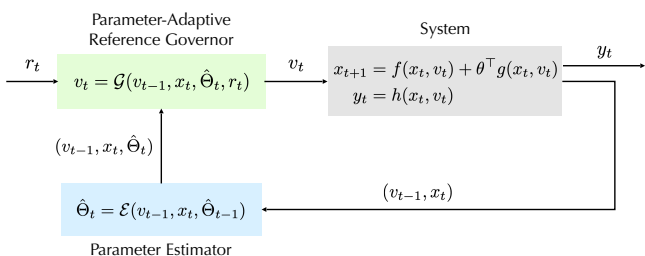 Parameter-Adaptive
Reference Governor
System
r_t
v_t = 𝒢(v_{t−1}, x_t, Θ̂_t, r_t)
v_t
x_{t+1} = f(x_t, v_t) + θ^⊤g(x_t, v_t)
y_t = h(x_t, v_t)
y_t
(v_{t−1}, x_t, Θ̂_t)
(v_{t−1}, x_t)
Θ̂_t = ℰ(v_{t−1}, x_t, Θ̂_{t−1})
Parameter Estimator